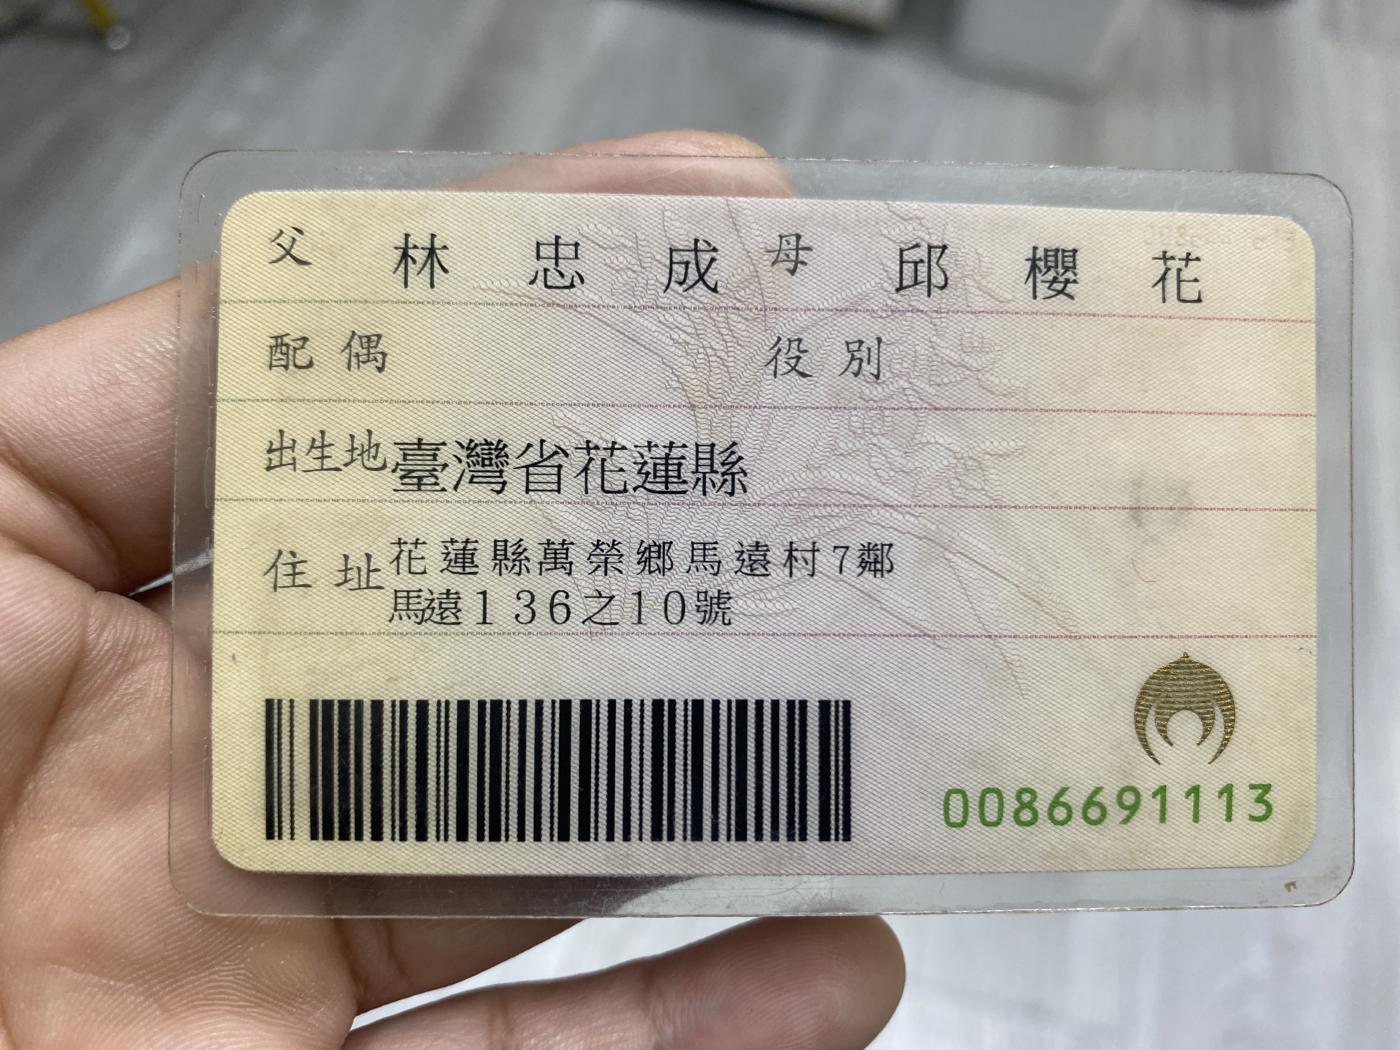 父 林忠成 母 邱櫻花
配偶 役別
出生地 臺灣省花蓮縣
住址 花蓮縣萬榮鄉馬遠村7鄰
馬遠136之10號
0086691113